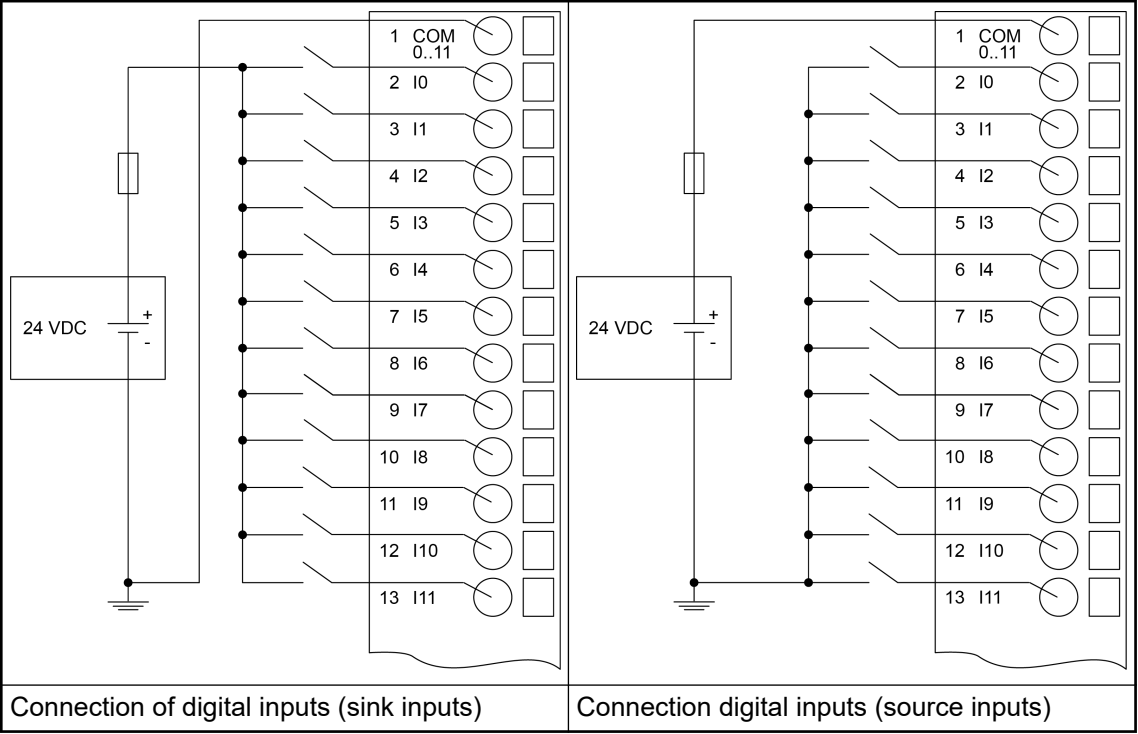 1 COM
0..11
2 I0
3 I1
4 I2
5 I3
6 I4
7 I5
8 I6
9 I7
10 I8
11 I9
12 I10
13 I11
24 VDC
+
-
Connection of digital inputs (sink inputs)
1 COM
0..11
2 I0
3 I1
4 I2
5 I3
6 I4
7 I5
8 I6
9 I7
10 I8
11 I9
12 I10
13 I11
24 VDC
+
-
Connection digital inputs (source inputs)